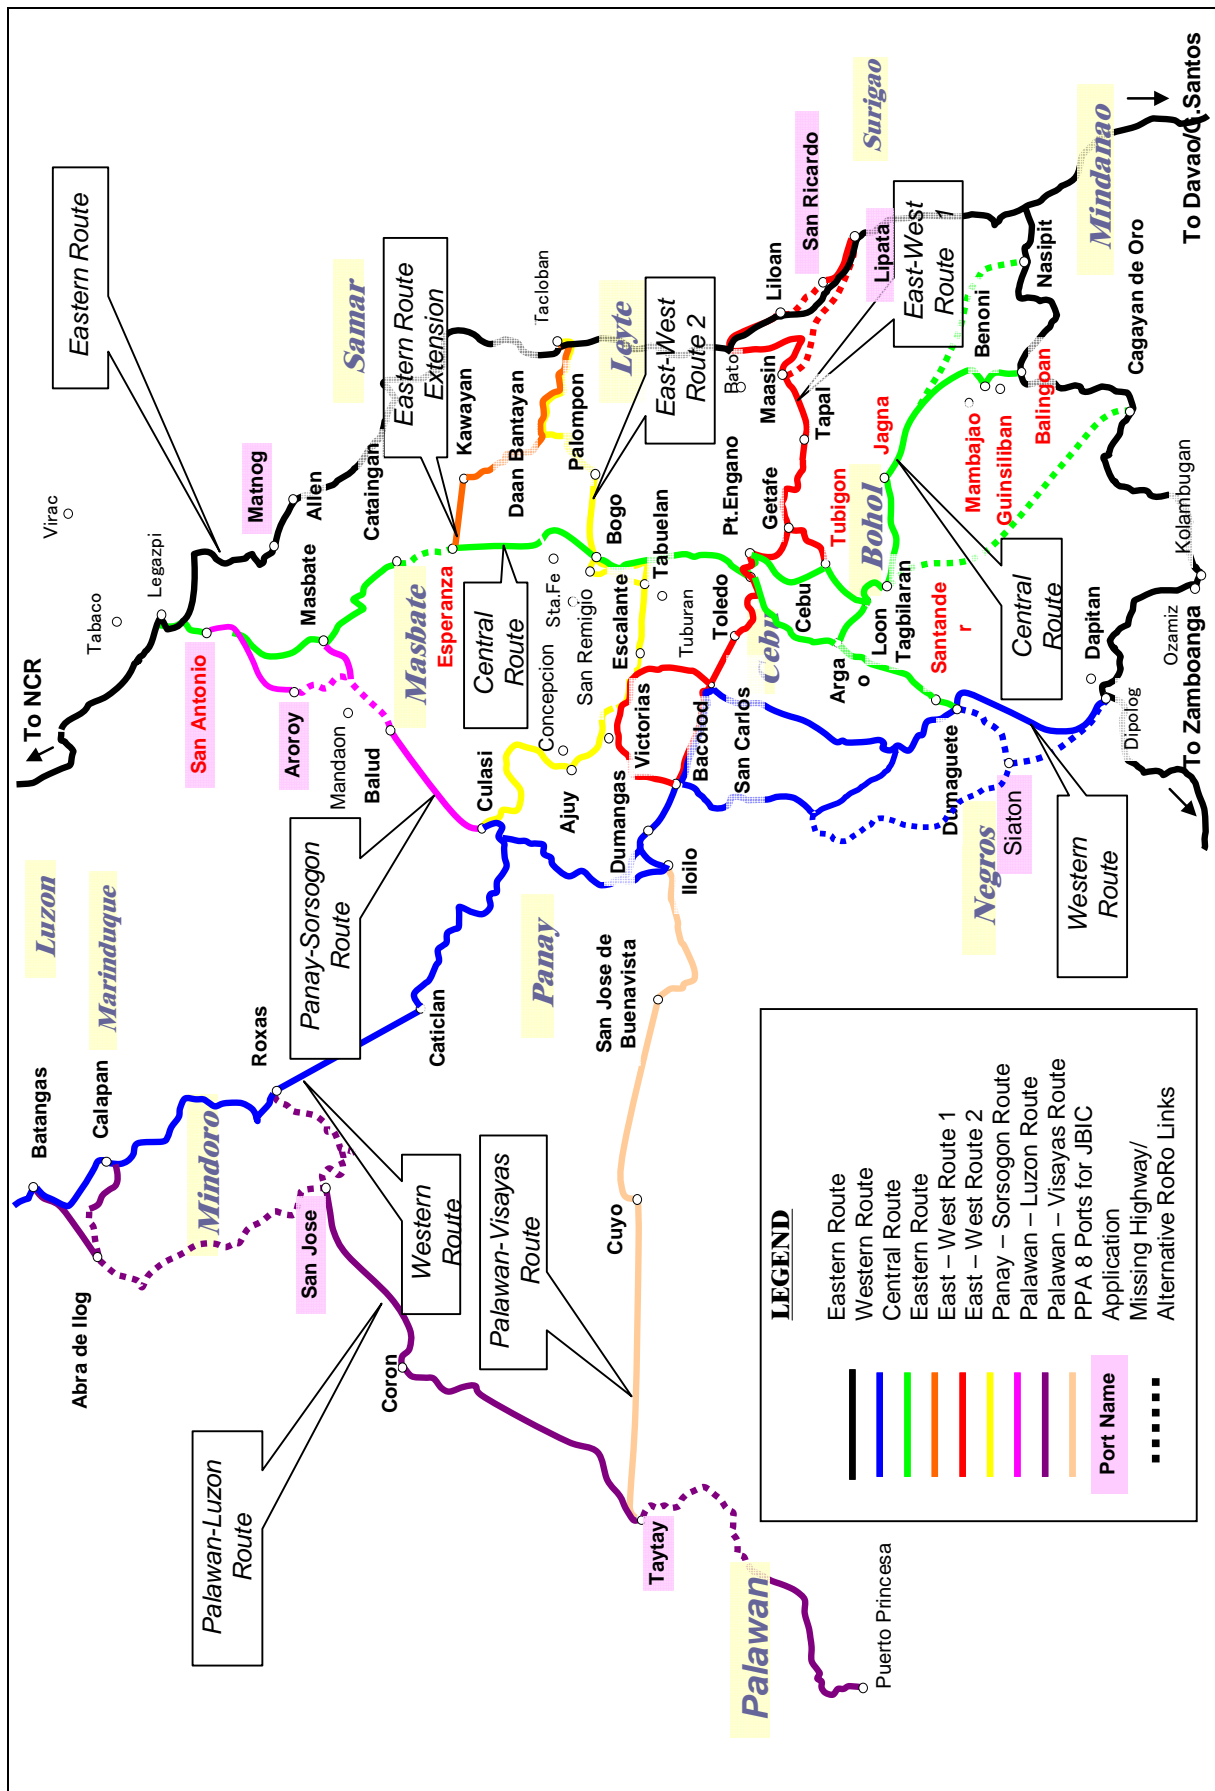 To NCR
Tabaco
Virac
Legazpi
Eastern Route
San Antonio
Matnog
Allen
Aroroy
Masbate
Cataingan
Samar
Mandaon
Balud
Masbate
Esperanza
Eastern Route
Extension
Kawayan
Tacloban
Daan Bantayan
Central
Route
Palompon
Leyte
Luzon
Marinduque
Batangas
Calapan
Roxas
Mindoro
Abra de Ilog
San Jose
Panay-Sorsogon
Route
Caticlan
Panay
Culasi
Concepcion
Sta.Fe
San Remigio
Bogo
East-West
Route 2
Ajuy
Escalante
Tabuelan
Tuburan
Dumangas
Victorias
Iloilo
Bacolod
San Carlos
Toledo
Cebu
Cebu
Pt.Engano
Getafe
Tubigon
Bato
Maasin
Tapal
Liloan
San Ricardo
Lipata
Surigao
East-West
Route 1
Western
Route
Palawan-Luzon
Route
Coron
Palawan-Visayas
Route
Cuyo
San Jose de
Buenavista
Taytay
Palawan
Puerto Princesa
Arga
o
Loon
Tagbilaran
Bohol
Jagna
Santande
r
Central
Route
Mambajao
Guinsiliban
Benoni
Balingoan
Nasipit
Mindanao
Cagayan de Oro
To Davao/G.Santos
Dumaguete
Negros
Siaton
Western
Route
Dapitan
Dipolog
Ozamiz
Kolambugan
To Zamboanga
LEGEND
Eastern Route
Western Route
Central Route
Eastern Route
East – West Route 1
East – West Route 2
Panay – Sorsogon Route
Palawan – Luzon Route
Palawan – Visayas Route
Port Name
PPA 8 Ports for JBIC
Application
Missing Highway/
Alternative RoRo Links